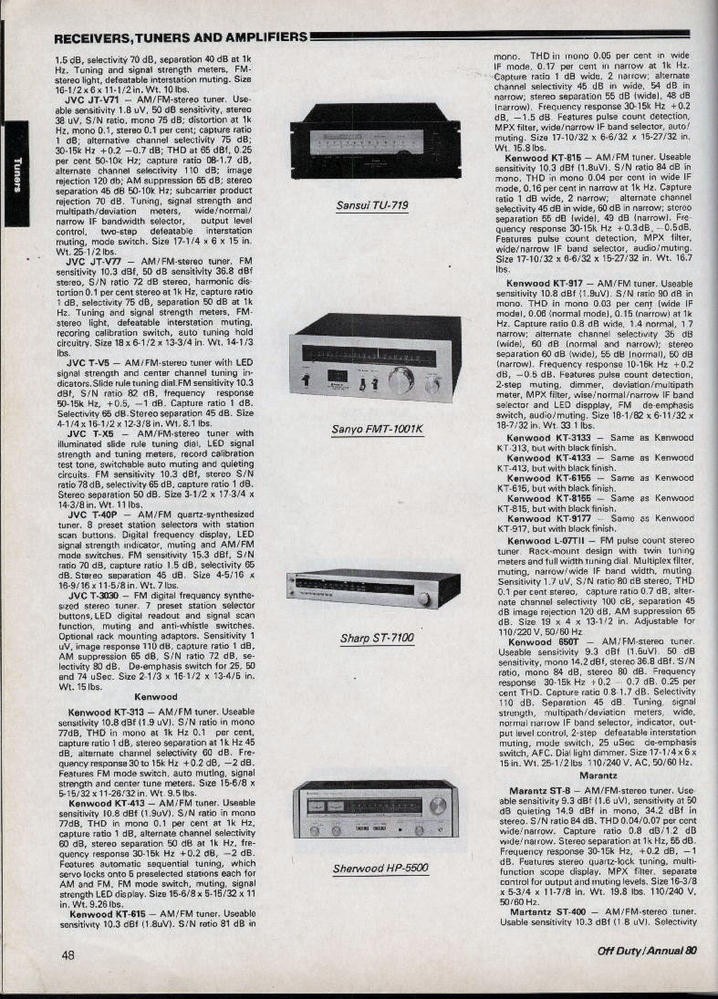 RECEIVERS, TUNERS AND AMPLIFIERS
Tuners
1.5 dB, selectivity 70 dB, separation 40 dB at 1k
Hz. Tuning and signal strength meters, FM-
stereo light, defeatable interstation muting. Size
16-1/2 x 6 x 11-1/2 in. Wt. 10 lbs.
JVC JT-V71 — AM/FM-stereo tuner. Use-
able sensitivity 1.8 uV, 50 dB sensitivity, stereo
38 uV, S/N ratio, mono 75 dB; distortion at 1k
Hz, mono 0.1, stereo 0.1 per cent; capture ratio
1 dB; alternative channel selectivity 75 dB;
30-15k Hz +0.2 —0.7 dB; THD at 65 dBf, 0.25
per cent 50-10k Hz; capture ratio 08-1.7 dB,
alternate channel selectivity 110 dB; image
rejection 120 db; AM suppression 65 dB; stereo
separation 45 dB 50-10k Hz; subcarrier product
rejection 70 dB. Tuning, signal strength and
multipath/deviation meters, wide/normal/
narrow IF bandwidth selector, output level
control, two-step defeatable interstation
muting, mode switch. Size 17-1/4 x 6 x 15 in.
Wt. 25-1/2 lbs.
JVC JT-V77 — AM/FM-stereo tuner. FM
sensitivity 10.3 dBf, 50 dB sensitivity 36.8 dBf
stereo, S/N ratio 72 dB stereo, harmonic dis-
tortion 0.1 per cent stereo at 1k Hz, capture ratio
1 dB, selectivity 75 dB, separation 50 dB at 1k
Hz. Tuning and signal strength meters, FM-
stereo light, defeatable interstation muting,
recoring calibration switch, auto tuning hold
circuitry. Size 18 x 6-1/2 x 13-3/4 in. Wt. 14-1/3
lbs.
JVC T-V5 — AM/FM-stereo tuner with LED
signal strength and center channel tuning in-
dicators. Slide rule tuning dial. FM sensitivity 10.3
dBf, S/N ratio 82 dB, frequency response
50-15k Hz, +0.5, —1 dB. Capture ratio 1 dB.
Selectivity 65 dB. Stereo separation 45 dB. Size
4-1/4 x 16-1/2 x 12-3/8 in. Wt. 8.1 lbs.
JVC T-X5 — AM/FM-stereo tuner with
illuminated slide rule tuning dial, LED signal
strength and tuning meters, record calibration
test tone, switchable auto muting and quieting
circuits. FM sensitivity 10.3 dBf, stereo S/N
ratio 78 dB, selectivity 65 dB, capture ratio 1 dB.
Stereo separation 50 dB. Size 3-1/2 x 17-3/4 x
14-3/8 in. Wt. 11 lbs.
JVC T-40P — AM/FM quartz-synthesized
tuner. 8 preset station selectors with station
scan buttons. Digital frequency display, LED
signal strength indicator, muting and AM/FM
mode switches. FM sensitivity 15.3 dBf, S/N
ratio 70 dB, capture ratio 1.5 dB, selectivity 65
dB. Stereo separation 45 dB. Size 4-5/16 x
16-9/16 x 11-5/8 in. Wt. 7 lbs.
JVC T-3030 — FM digital frequency synthe-
sized stereo tuner. 7 preset station selector
buttons, LED digital readout and signal scan
function, muting and anti-whistle switches.
Optional rack mounting adaptors. Sensitivity 1
uV, image response 110 dB, capture ratio 1 dB,
AM suppression 65 dB, S/N ratio 72 dB, se-
lectivity 80 dB. De-emphasis switch for 25, 50
and 74 uSec. Size 2-1/3 x 16-1/2 x 13-4/5 in.
Wt. 15 lbs.
Kenwood
Kenwood KT-313 — AM/FM tuner. Useable
sensitivity 10.8 dBf (1.9 uV). S/N ratio in mono
77dB, THD in mono at 1k Hz 0.1 per cent,
capture ratio 1 dB, stereo separation at 1k Hz 45
dB, alternate channel selectivity 60 dB. Fre-
quency response 30 to 15k Hz +0.2 dB, —2 dB.
Features FM mode switch, auto muting, signal
strength and center tune meters. Size 15-6/8 x
5-15/32 x 11-26/32 in. Wt. 9.5 lbs.
Kenwood KT-413 — AM/FM tuner. Useable
sensitivity 10.8 dBf (1.9uV). S/N ratio in mono
77dB, THD in mono 0.1 per cent at 1k Hz,
capture ratio 1 dB, alternate channel selectivity
60 dB, stereo separation 50 dB at 1k Hz, fre-
quency response 30-15k Hz +0.2 dB, —2 dB.
Features automatic sequential tuning, which
servo locks onto 5 preselected stations each for
AM and FM, FM mode switch, muting, signal
strength LED display. Size 15-6/8 x 5-15/32 x 11
in. Wt. 9.26 lbs.
Kenwood KT-615 — AM/FM tuner. Useable
sensitivity 10.3 dBf (1.8uV). S/N ratio 81 dB in
Sansui TU-719
Sanyo FMT-1001K
Sharp ST-7100
Sherwood HP-5500
mono. THD in mono 0.05 per cent in wide
IF mode, 0.17 per cent in narrow at 1k Hz.
Capture ratio 1 dB wide, 2 narrow; alternate
channel selectivity 45 dB in wide, 54 dB in
narrow; stereo separation 55 dB (wide), 48 dB
(narrow). Frequency response 30-15k Hz +0.2
dB, —1.5 dB. Features pulse count detection,
MPX filter, wide/narrow IF band selector, auto/
muting. Size 17-10/32 x 6-6/32 x 15-27/32 in.
Wt. 15.8 lbs.
Kenwood KT-815 — AM/FM tuner. Useable
sensitivity 10.3 dBf (1.8uV). S/N ratio 84 dB in
mono. THD in mono 0.04 per cent in wide IF
mode, 0.16 per cent in narrow at 1k Hz. Capture
ratio 1 dB wide, 2 narrow; alternate channel
selectivity 45 dB in wide, 60 dB in narrow; stereo
separation 55 dB (wide), 49 dB (narrow). Fre-
quency response 30-15k Hz +0.3dB, —0.5dB.
Features pulse count detection, MPX filter,
wide/narrow IF band selector, audio/muting.
Size 17-10/32 x 6-6/32 x 15-27/32 in. Wt. 16.7
lbs.
Kenwood KT-917 — AM/FM tuner. Useable
sensitivity 10.8 dBf (1.9uV). S/N ratio 90 dB in
mono. THD in mono 0.03 per cent (wide IF
mode), 0.06 (normal mode), 0.15 (narrow) at 1k
Hz. Capture ratio 0.8 dB wide, 1.4 normal, 1.7
narrow; alternate channel selectivity 35 dB
(wide), 60 dB (normal and narrow); stereo
separation 60 dB (wide), 55 dB (normal), 50 dB
(narrow). Frequency response 10-16k Hz +0.2
dB, —0.5 dB. Features pulse count detection,
2-step muting, dimmer, deviation/multipath
meter, MPX filter, wise/normal/narrow IF band
selector and LED dispplay, FM de-emphasis
switch, audio/muting. Size 18-1/82 x 6-11/32 x
18-7/32 in. Wt. 33.1 lbs.
Kenwood KT-3133 — Same as Kenwood
KT-313, but with black finish.
Kenwood KT-4133 — Same as Kenwood
KT-413, but with black finish.
Kenwood KT-6155 — Same as Kenwood
KT-615, but with black finish.
Kenwood KT-8155 — Same as Kenwood
KT-815, but with black finish.
Kenwood KT-9177 — Same as Kenwood
KT-917, but with black finish.
Kenwood L-07TII — FM pulse count stereo
tuner. Rack-mount design with twin tuning
meters and full width tuning dial. Multiplex filter,
muting, narrow/wide IF band width, muting.
Sensitivity 1.7 uV, S/N ratio 80 dB stereo, THD
0.1 per cent stereo, capture ratio 0.7 dB, alter-
nate channel selectivity 100 dB, separation 45
dB image rejection 120 dB, AM suppression 65
dB. Size 19 x 4 x 13-1/2 in. Adjustable for
110/220 V, 50/60 Hz.
Kenwood 650T — AM/FM-stereo tuner.
Useable sensitivity 9.3 dBf (1.6uV). 50 dB
sensitivity, mono 14.2 dBf, stereo 36.8 dBf. S/N
ratio, mono 84 dB, stereo 80 dB. Frequency
response 30-15k Hz +0.2 — 0.7 dB. 0.25 per
cent THD. Capture ratio 0.8-1.7 dB. Selectivity
110 dB. Separation 45 dB. Tuning, signal
strength, multipath/deviation meters, wide,
normal narrow IF band selector, indicator, out-
put level control, 2-step defeatable interstation
muting, mode switch, 25 uSec de-emphasis
switch, AFC. Dial light dimmer. Size 17-1/4 x 6 x
15 in. Wt. 25-1/2 lbs. 110/240 V, AC, 50/60 Hz.
Marantz
Marantz ST-8 — AM/FM-stereo tuner. Use-
able sensitivity 9.3 dBf (1.6 uV), sensitivity at 50
dB quieting 14.9 dBf in mono, 34.2 dBf in
stereo. S/N ratio 84 dB. THD 0.04/0.07 per cent
wide/narrow. Capture ratio 0.8 dB/1.2 dB
wide/narrow. Stereo separation at 1k Hz, 55 dB.
Frequency response 30-15k Hz, +0.2 dB, —1
dB. Features stereo quartz-lock tuning, multi-
function scope display. MPX filter, separate
control for output and muting levels. Size 16-3/8
x 5-3/4 x 11-7/8 in. Wt. 19.8 lbs. 110/240 V,
50/60 Hz.
Martantz ST-400 — AM/FM-stereo tuner.
Usable sensitivity 10.3 dBf (1.8 uV). Selectivity
48
Off Duty/Annual 80